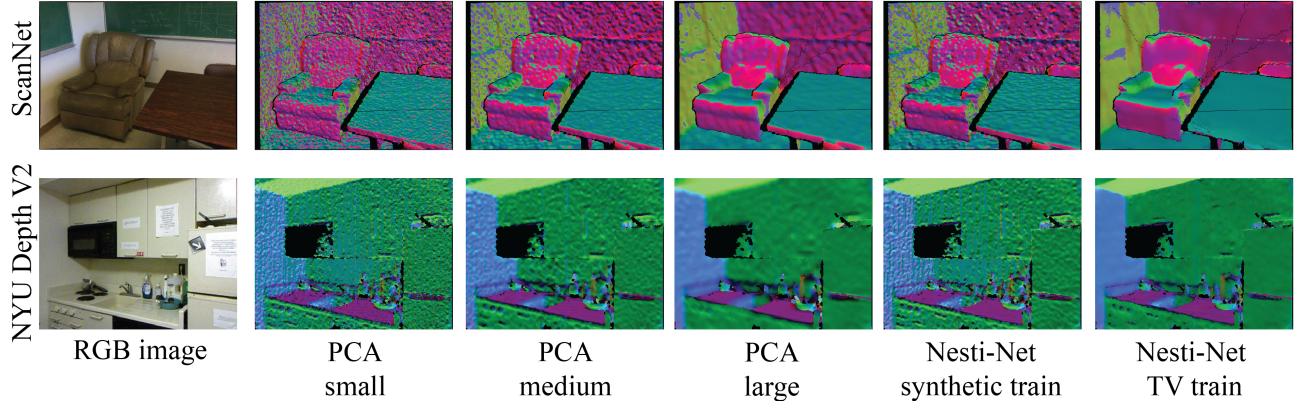 ScanNet
NYU Depth V2
RGB image
PCA
small
PCA
medium
PCA
large
Nesti-Net
synthetic train
Nesti-Net
TV train